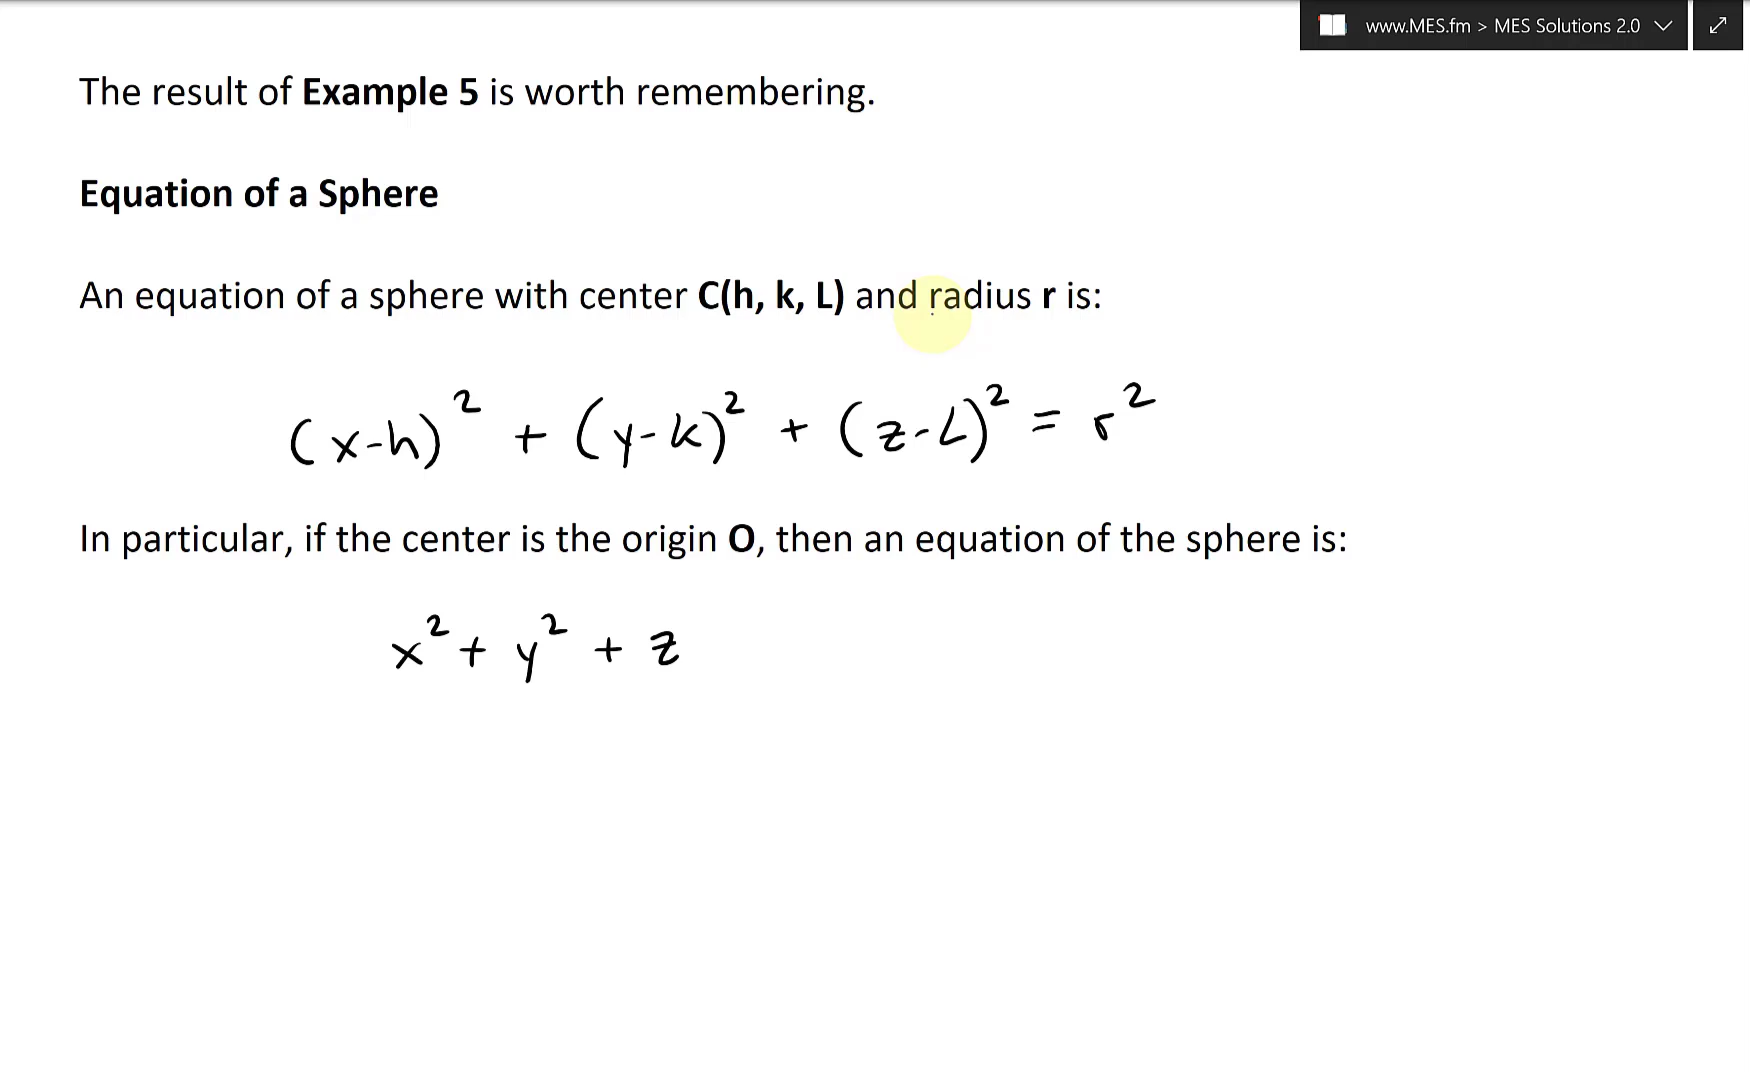 www.MES.fm > MES Solutions 2.0
The result of Example 5 is worth remembering.
Equation of a Sphere
An equation of a sphere with center C(h, k, L) and radius r is:
(x-h)² + (y-k)² + (z-L)² = r²
In particular, if the center is the origin O, then an equation of the sphere is:
x² + y² + z